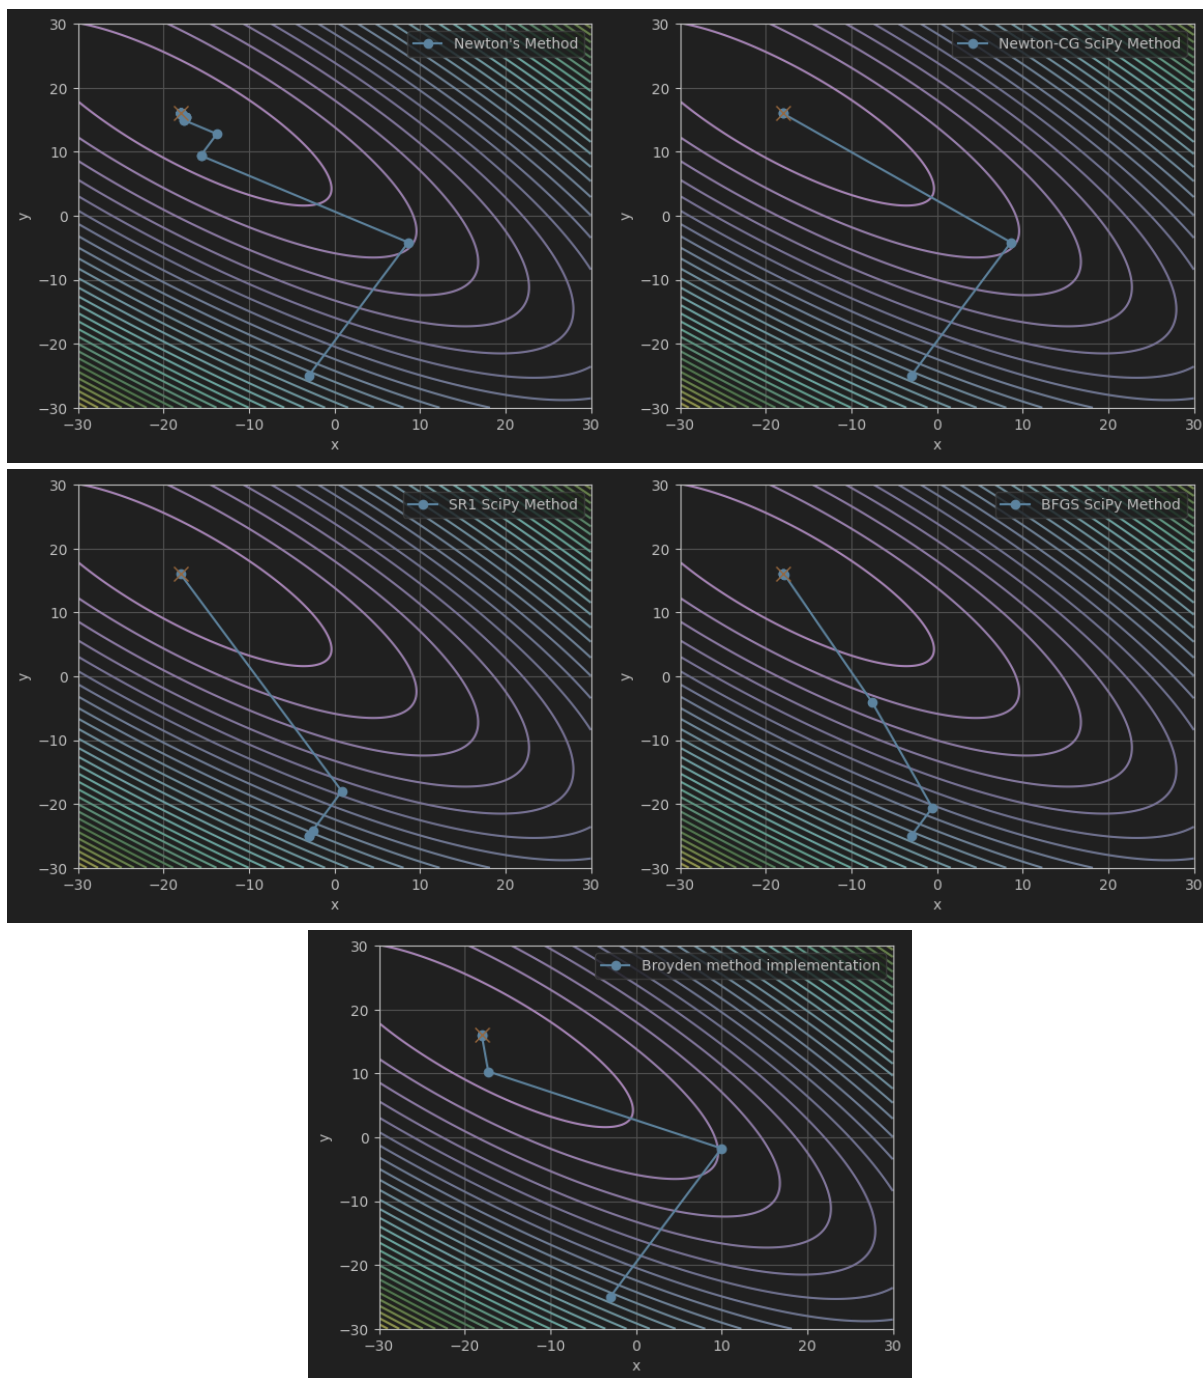 Newton's Method
30
20
10
0
−10
−20
−30
y
−30 −20 −10 0 10 20 30
x
Newton-CG SciPy Method
30
20
10
0
−10
−20
−30
y
−30 −20 −10 0 10 20 30
x
SR1 SciPy Method
30
20
10
0
−10
−20
−30
y
−30 −20 −10 0 10 20 30
x
BFGS SciPy Method
30
20
10
0
−10
−20
−30
y
−30 −20 −10 0 10 20 30
x
Broyden method implementation
30
20
10
0
−10
−20
−30
y
−30 −20 −10 0 10 20 30
x